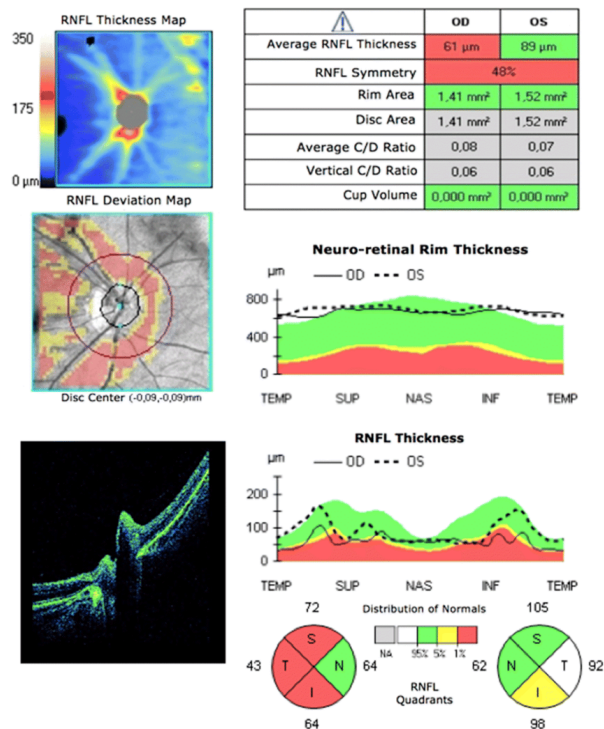 RNFL Thickness Map
350
175
0 µm
RNFL Deviation Map
Disc Center (-0,09,-0,09)mm
OD OS
Average RNFL Thickness 61 µm 89 µm
RNFL Symmetry 48%
Rim Area 1,41 mm² 1,52 mm²
Disc Area 1,41 mm² 1,52 mm²
Average C/D Ratio 0,08 0,07
Vertical C/D Ratio 0,06 0,06
Cup Volume 0,000 mm³ 0,000 mm³
Neuro-retinal Rim Thickness
µm OD OS
800
400
0
TEMP SUP NAS INF TEMP
RNFL Thickness
µm OD OS
200
100
0
TEMP SUP NAS INF TEMP
Distribution of Normals
NA 95% 5% 1%
RNFL
Quadrants
72
S
43 T N 64
I
64
105
S
62 N T 92
I
98